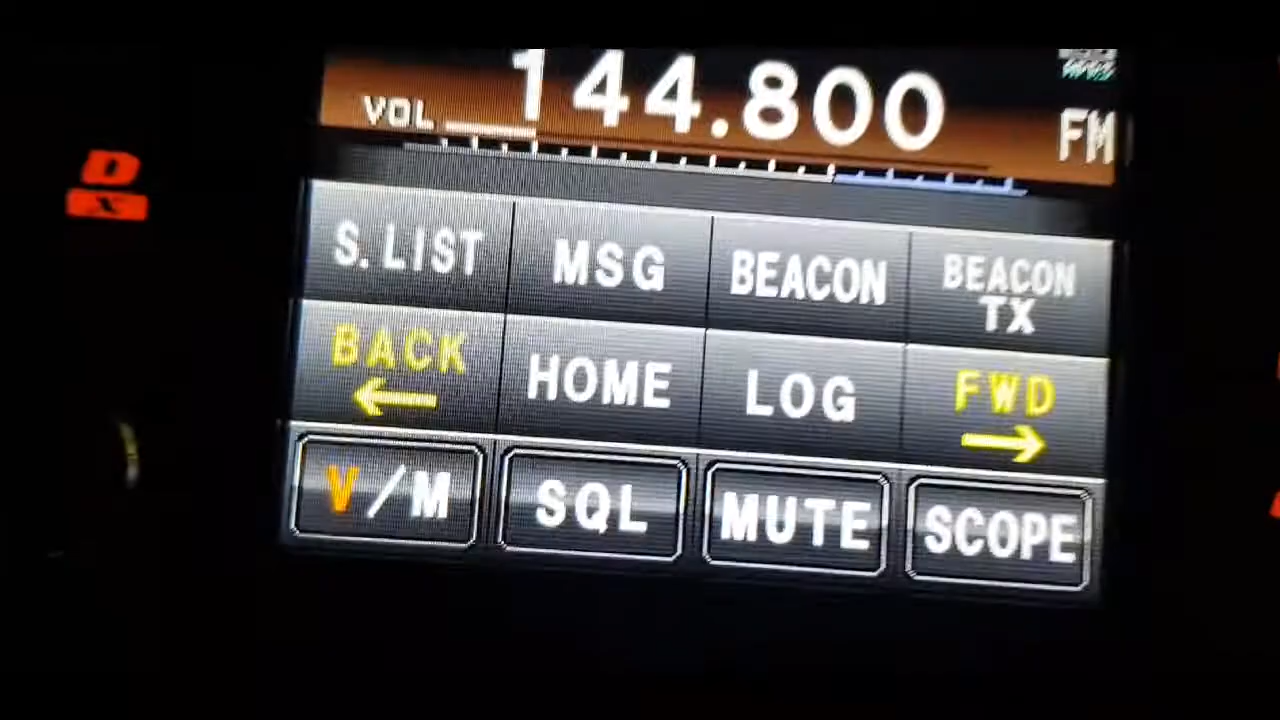 144.800
VOL
FM
D
X
S.LIST MSG BEACON BEACON TX
BACK HOME LOG FWD
V/M SQL MUTE SCOPE